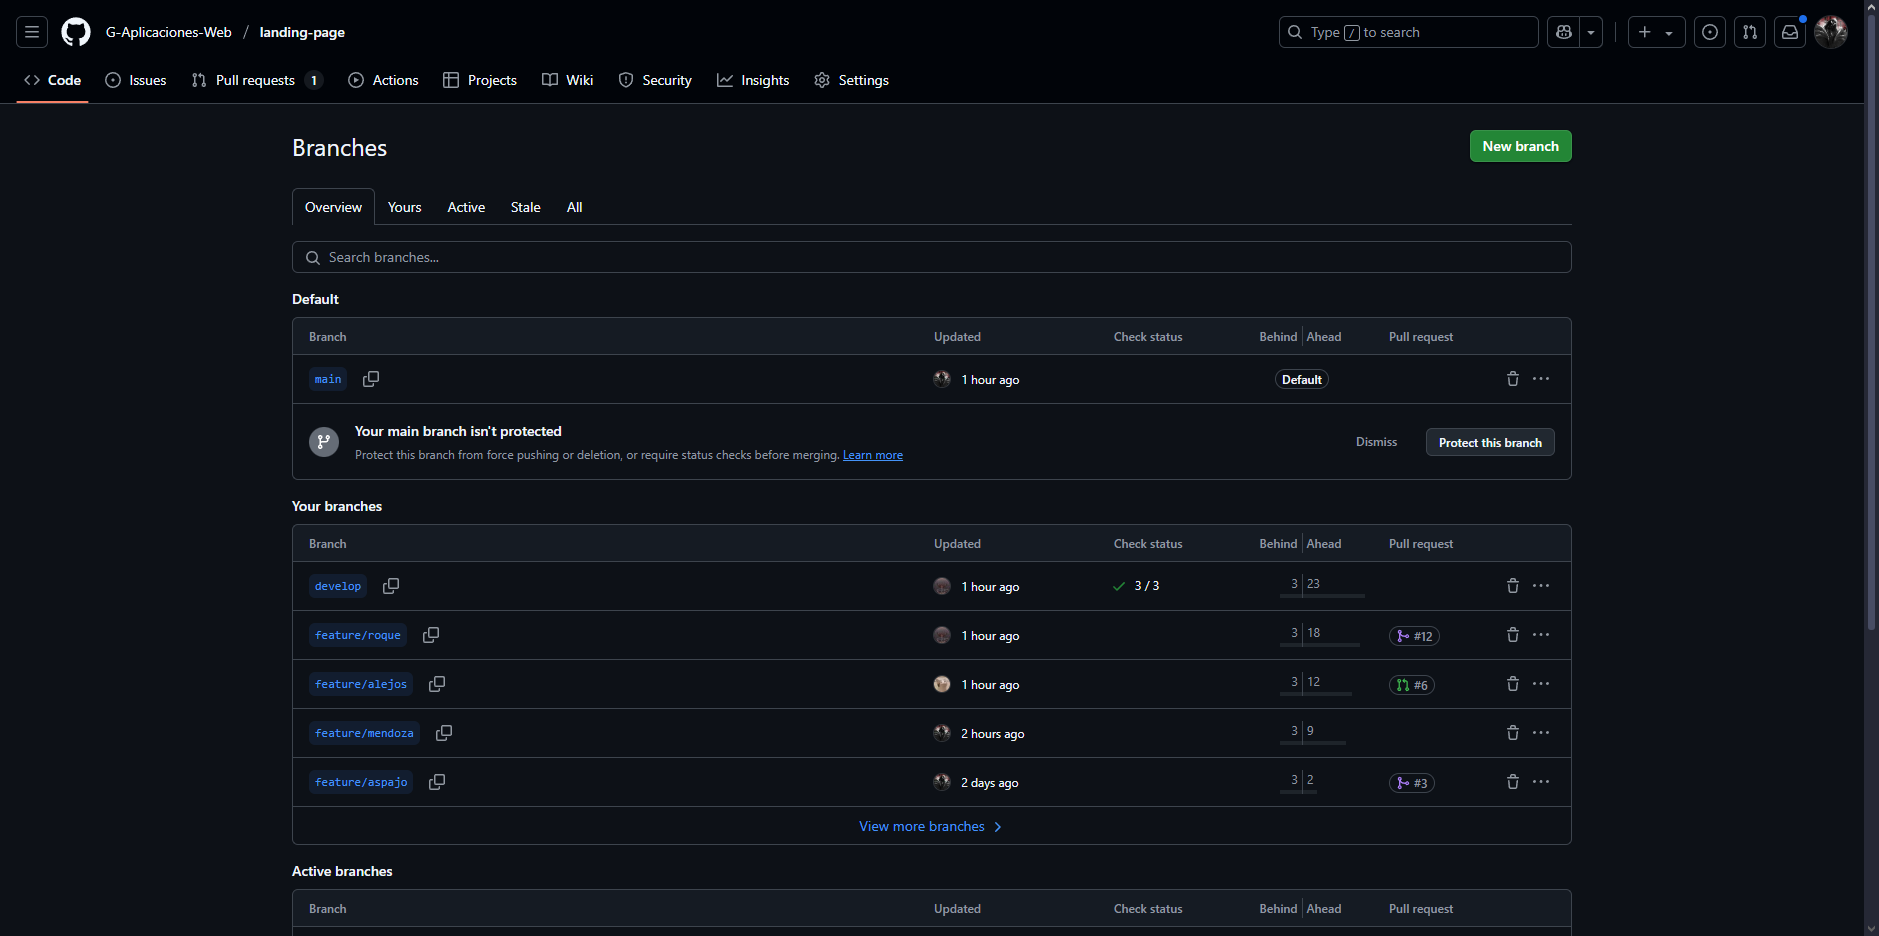 G-Aplicaciones-Web / landing-page
Type / to search
Code Issues Pull requests 1 Actions Projects Wiki Security Insights Settings
Branches
New branch
Overview Yours Active Stale All
Search branches...
Default
Branch Updated Check status Behind Ahead Pull request
main 1 hour ago Default
Your main branch isn't protected
Protect this branch from force pushing or deletion, or require status checks before merging. Learn more
Dismiss Protect this branch
Your branches
Branch Updated Check status Behind Ahead Pull request
develop 1 hour ago 3 / 3 3 23
feature/roque 1 hour ago 3 18 #12
feature/alejos 1 hour ago 3 12 #6
feature/mendoza 2 hours ago 3 9
feature/aspajo 2 days ago 3 2 #3
View more branches
Active branches
Branch Updated Check status Behind Ahead Pull request